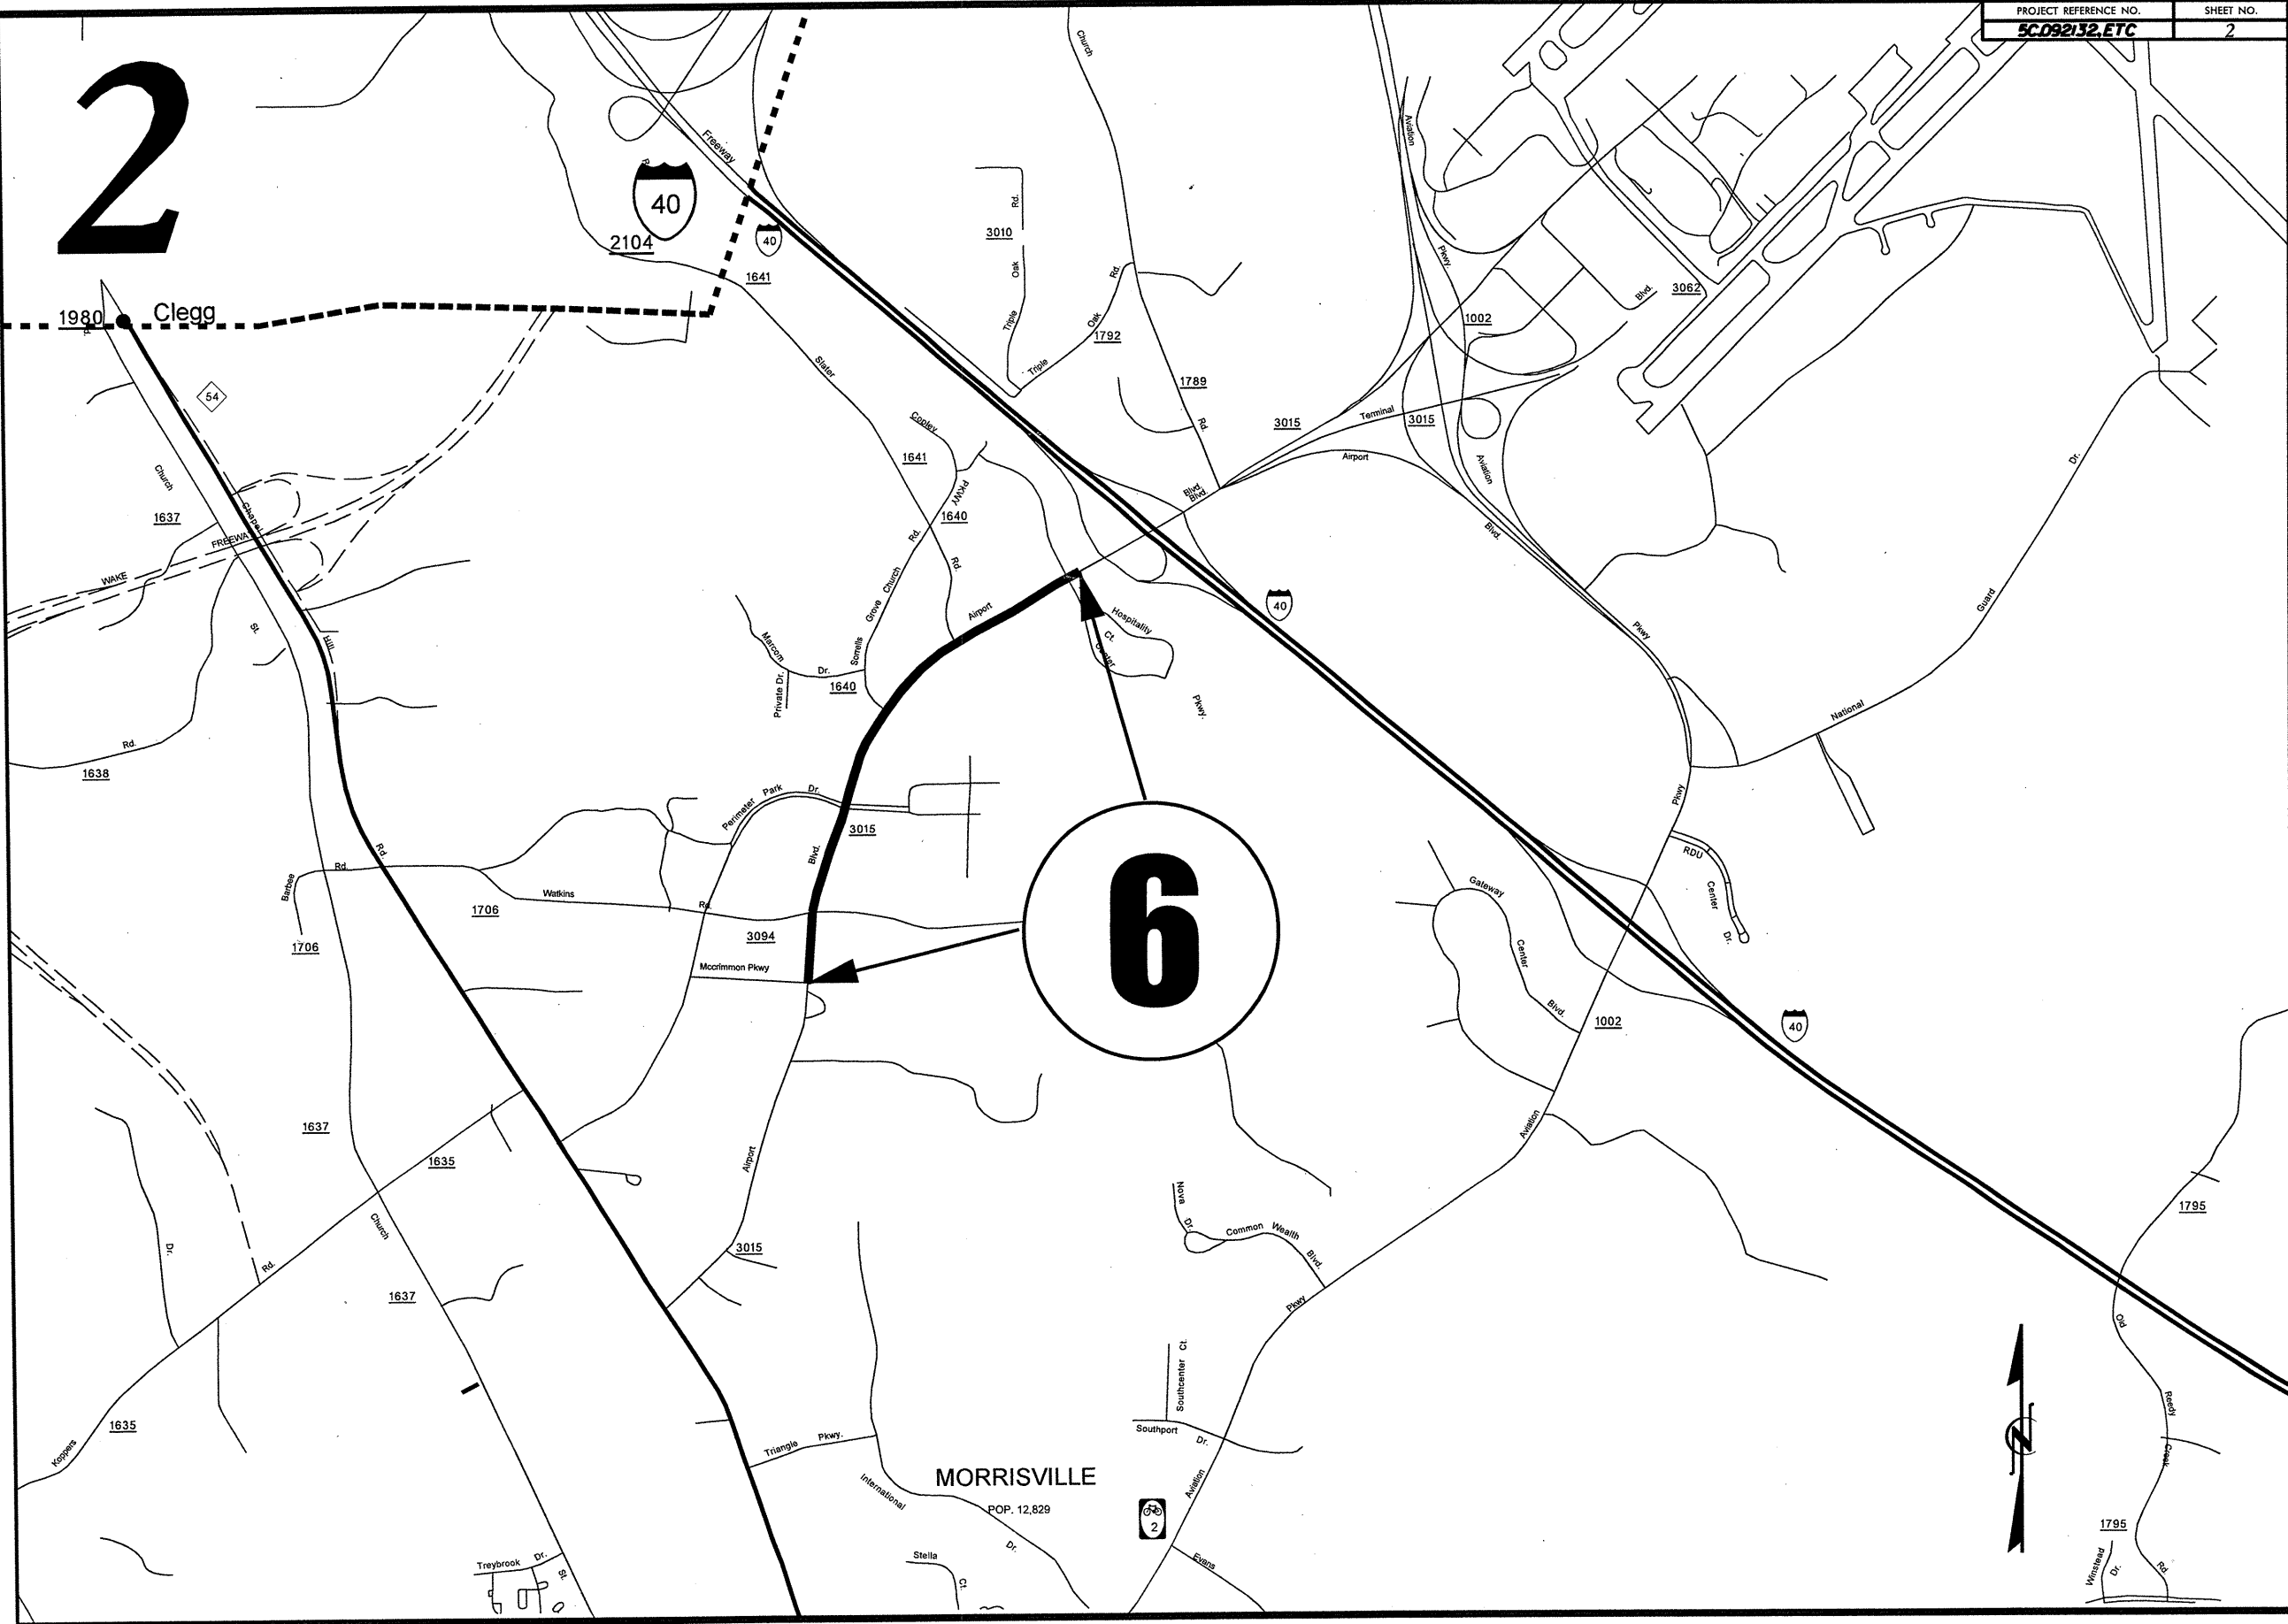 PROJECT REFERENCE NO.
SHEET NO.
5C.092132,ETC
2
2
Church
Freeway
Aviation
40
2104
40
1641
3010
Rd.
Oak
Triple
Rd.
Oak
Triple
1792
Pkwy.
Blvd.
3062
1002
1980
Rd.
Clegg
54
Slater
1789
Rd.
3015
Terminal
3015
Airport
Aviation
Copley
1641
PKWY
1640
Blvd.
Blvd.
Blvd.
Dr.
Guard
National
Church
1637
Chapel
FREEWA
WAKE
St.
Hill
Rd.
Church
Grove
Sorrells
Rd.
Airport
Hospitality
Ct.
Center
Pkwy.
40
Pkwy
Marcom
Dr.
Private Dr.
1640
Rd.
1638
Perimeter
Park
Dr.
3015
Blvd.
6
Pkwy
RDU
Center
Dr.
Gateway
Center
Blvd.
1002
40
Rd.
Rd.
Barbee
1706
Watkins
1706
Rd.
3094
Mccrimmon Pkwy
1637
1635
Airport
Aviation
Dr.
Rd.
Church
3015
1637
Nova
Dr.
Common
Wealth
Blvd.
Pkwy
1795
Old
Reedy
Creek
Rd.
1635
Koppers
Triangle
Pkwy.
International
Dr.
MORRISVILLE
POP. 12,829
Southcenter Ct.
Southport
Dr.
Aviation
2
Evans
N
1795
Winstead
Dr.
Treybrook
Dr.
St.
Stella
Ct.